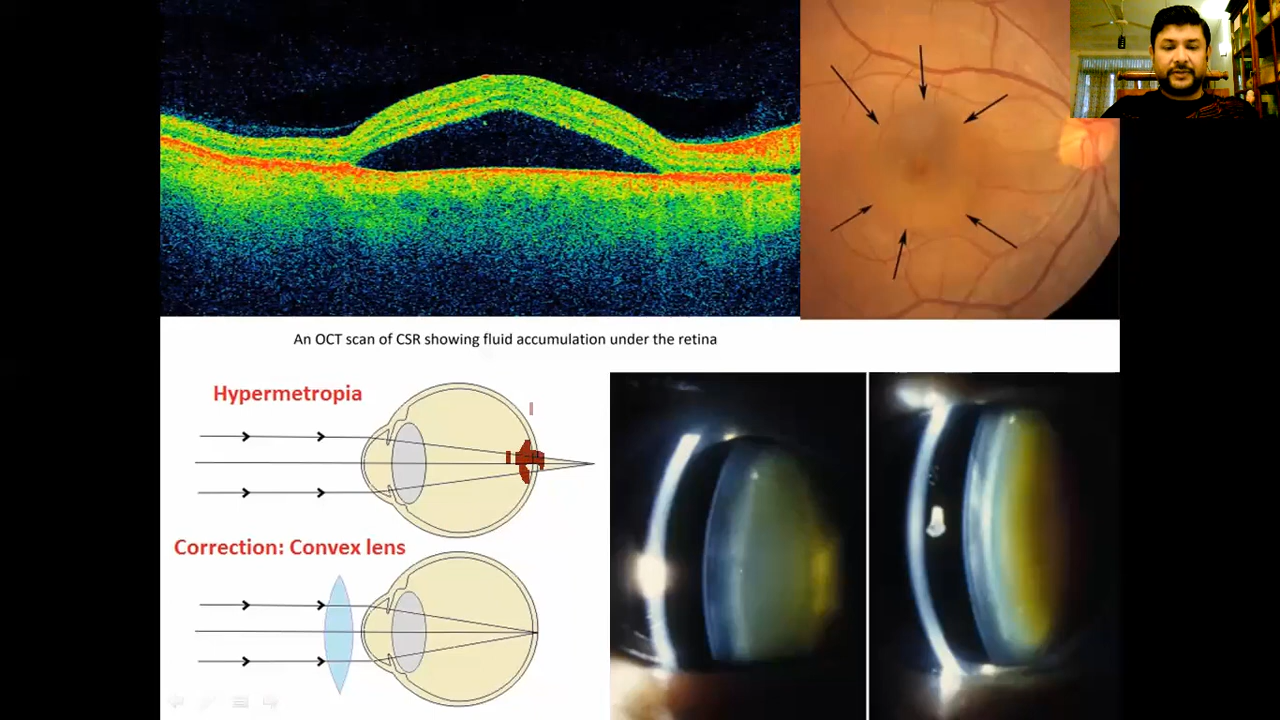 An OCT scan of CSR showing fluid accumulation under the retina
Hypermetropia
Correction: Convex lens